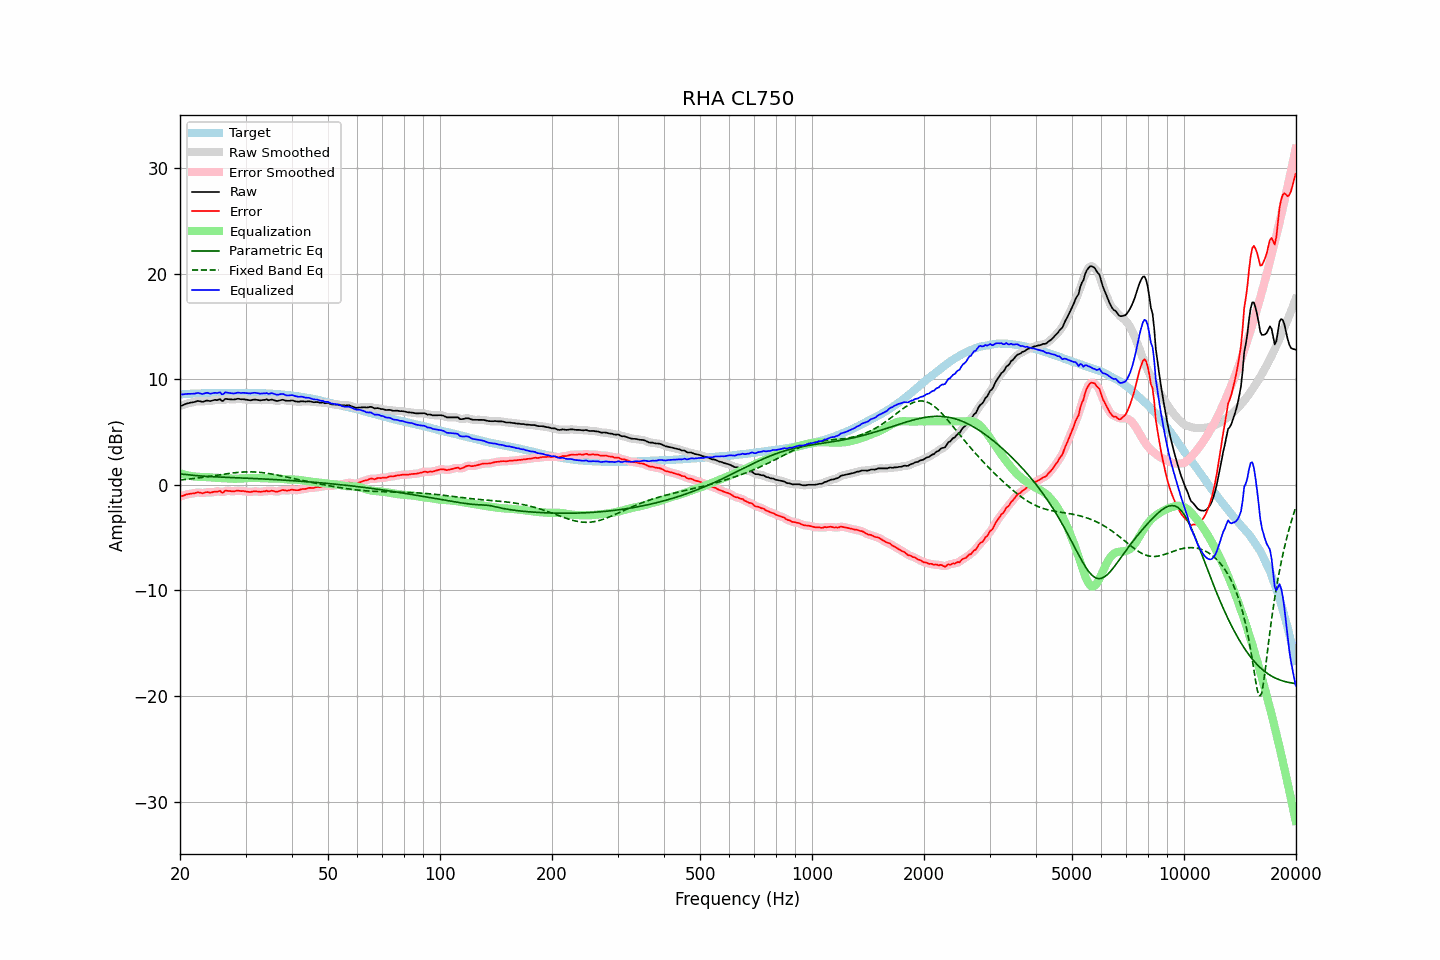 RHA CL750
Target
Raw Smoothed
Error Smoothed
Raw
Error
Equalization
Parametric Eq
Fixed Band Eq
Equalized
30
20
10
0
−10
−20
−30
Amplitude (dBr)
20 50 100 200 500 1000 2000 5000 10000 20000
Frequency (Hz)